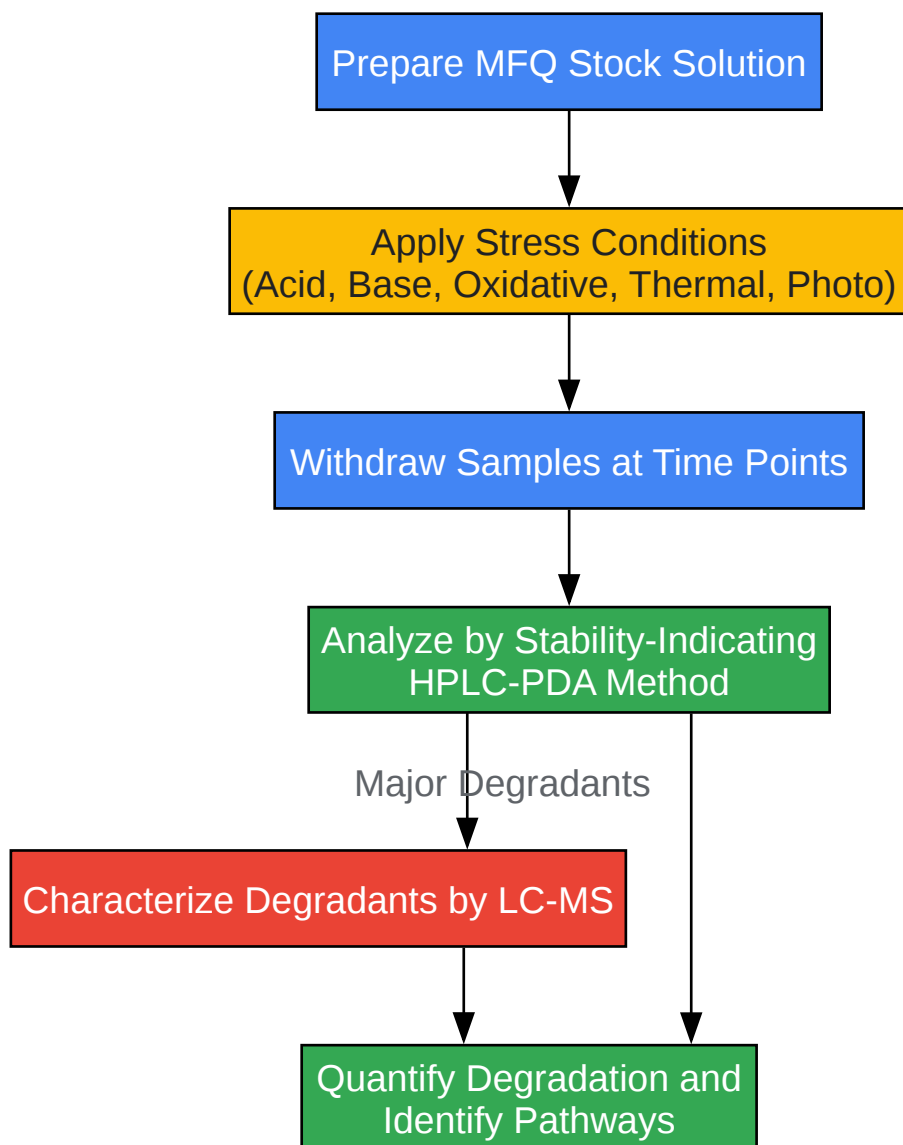 Prepare MFQ Stock Solution
Apply Stress Conditions
(Acid, Base, Oxidative, Thermal, Photo)
Withdraw Samples at Time Points
Analyze by Stability-Indicating
HPLC-PDA Method
Major Degradants
Characterize Degradants by LC-MS
Quantify Degradation and
Identify Pathways